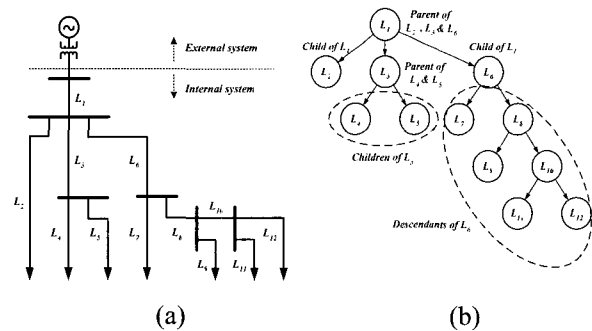 External system
Internal system
L1
L2
L3
L6
L4
L5
L7
L8
L10
L9
L11
L12
(a)
Parent of
L2, L3 & L6
L1
Child of L1
Child of L1
L2
L3
Parent of
L4 & L5
L6
L4
L5
L7
L8
Children of L3
L9
L10
L12
Descendants of L6
(b)